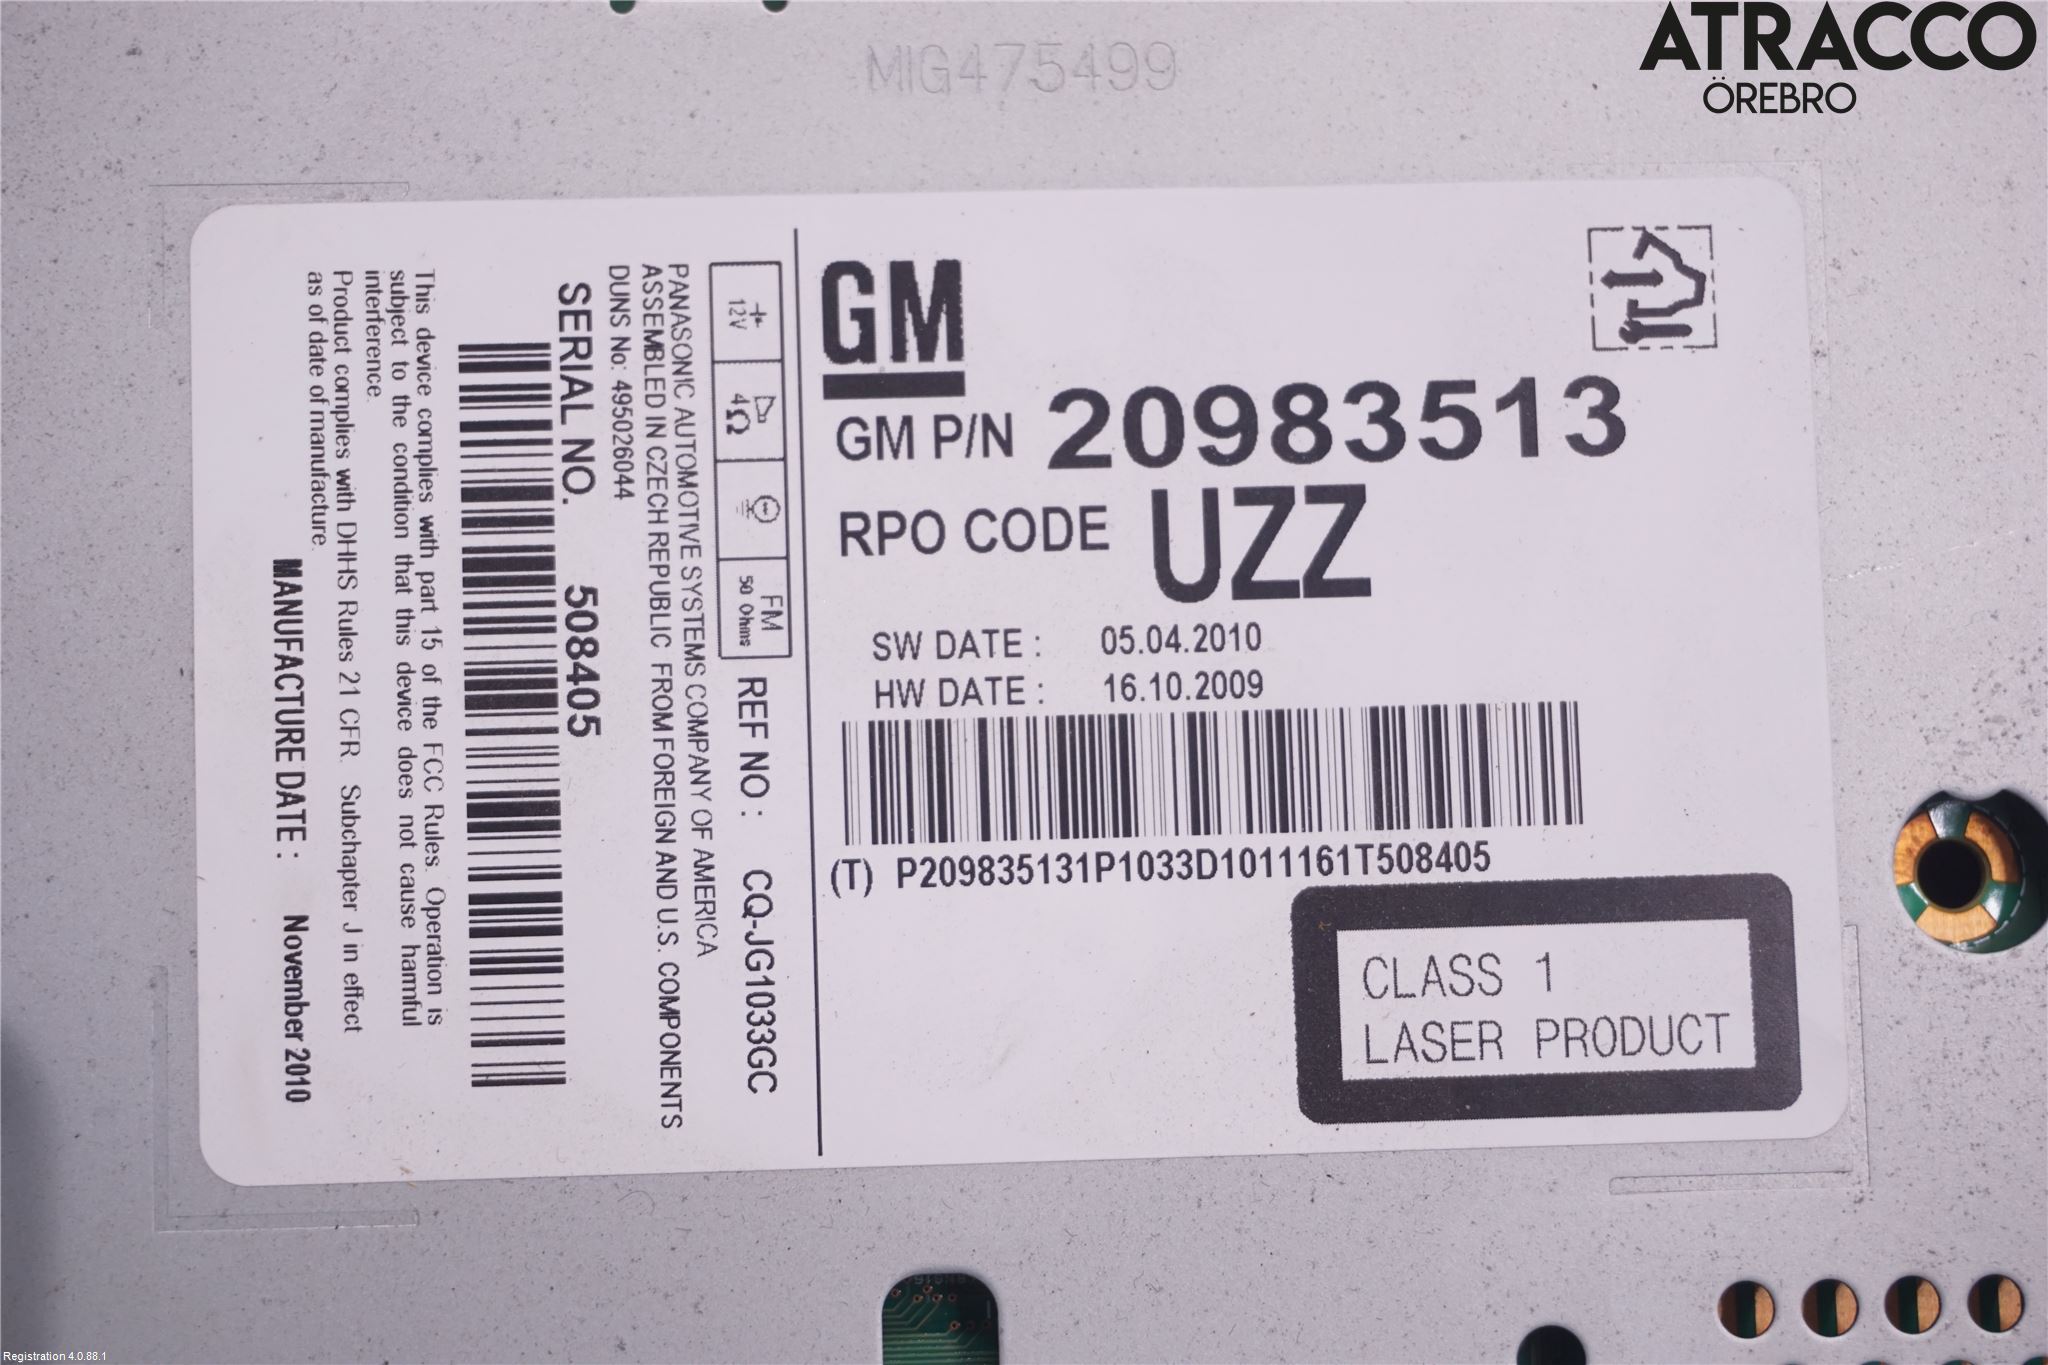 ATRACCO
ÖREBRO
MIG475499
GM
GM P/N 20983513
RPO CODE UZZ
SW DATE : 05.04.2010
HW DATE : 16.10.2009
(T) P209835131P1033D1011161T508405
CLASS 1
LASER PRODUCT
12V
4Ω
FM
50 Ohms
REF NO : CQ-JG1033GC
PANASONIC AUTOMOTIVE SYSTEMS COMPANY OF AMERICA
ASSEMBLED IN CZECH REPUBLIC FROM FOREIGN AND U.S. COMPONENTS
DUNS No: 495026044
SERIAL NO. 508405
This device complies with part 15 of the FCC Rules. Operation is
subject to the condition that this device does not cause harmful
interference.
Product complies with DHHS Rules 21 CFR Subchapter J in effect
as of date of manufacture.
MANUFACTURE DATE : November 2010
Registration 4.0.88.1